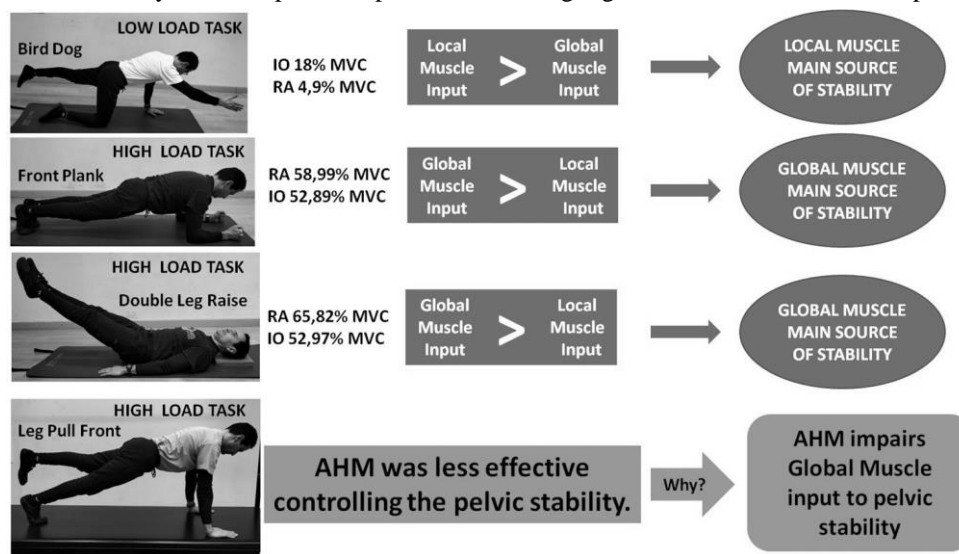 LOW LOAD TASK
Bird Dog
IO 18% MVC
RA 4,9% MVC
Local
Muscle
Input
>
Global
Muscle
Input
LOCAL MUSCLE
MAIN SOURCE
OF STABILITY
HIGH LOAD TASK
Front Plank
RA 58,99% MVC
IO 52,89% MVC
Global
Muscle
Input
>
Local
Muscle
Input
GLOBAL MUSCLE
MAIN SOURCE
OF STABILITY
HIGH LOAD TASK
Double Leg Raise
RA 65,82% MVC
IO 52,97% MVC
Global
Muscle
Input
>
Local
Muscle
Input
GLOBAL MUSCLE
MAIN SOURCE
OF STABILITY
HIGH LOAD TASK
Leg Pull Front
AHM was less effective
controlling the pelvic stability.
Why?
AHM impairs
Global Muscle
input to pelvic
stability